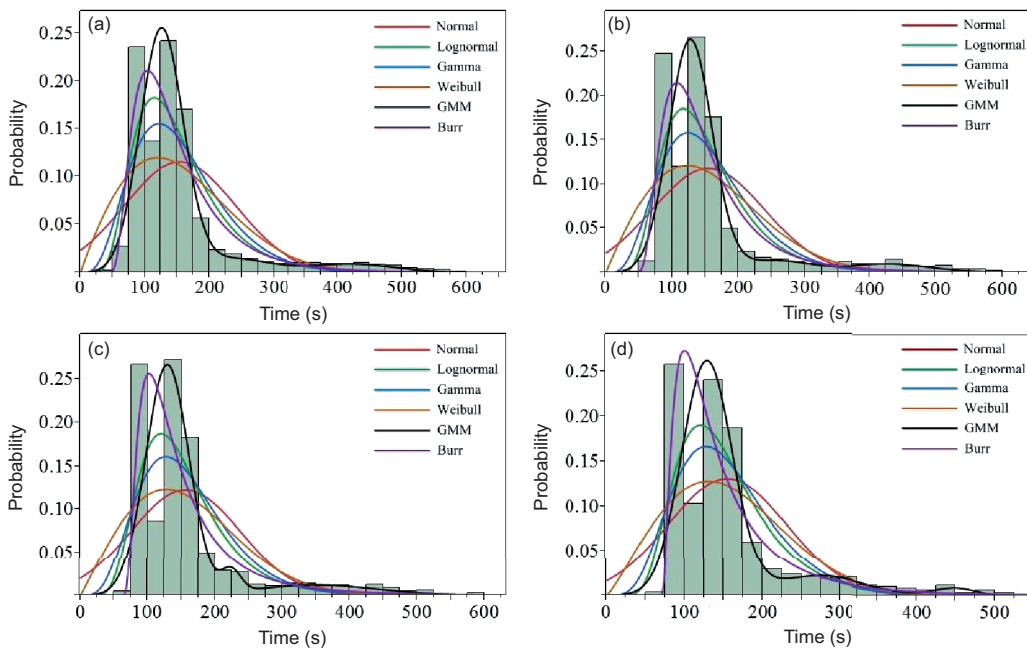 (a)
Normal
Lognormal
Gamma
Weibull
GMM
Burr
0.25
0.20
0.15
0.10
0.05
Probability
0 100 200 300 400 500 600
Time (s)
(b)
Normal
Lognormal
Gamma
Weibull
GMM
Burr
0.25
0.20
0.15
0.10
0.05
Probability
0 100 200 300 400 500 600
Time (s)
(c)
Normal
Lognormal
Gamma
Weibull
GMM
Burr
0.25
0.20
0.15
0.10
0.05
Probability
0 100 200 300 400 500 600
Time (s)
(d)
Normal
Lognormal
Gamma
Weibull
GMM
Burr
0.25
0.20
0.15
0.10
0.05
Probability
0 100 200 300 400 500
Time (s)